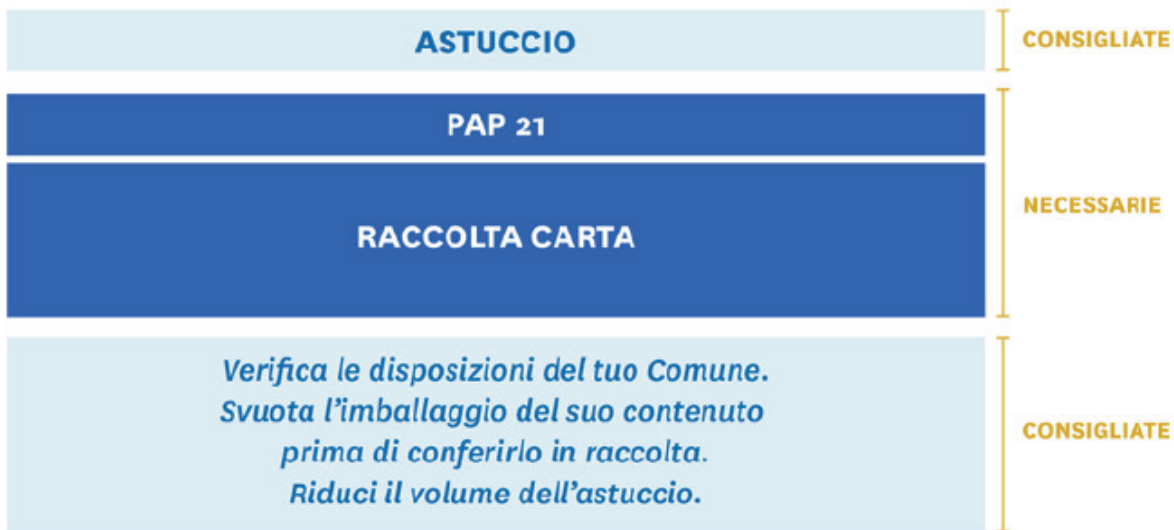 ASTUCCIO
CONSIGLIATE
PAP 21
RACCOLTA CARTA
NECESSARIE
Verifica le disposizioni del tuo Comune.
Svuota l'imballaggio del suo contenuto
prima di conferirlo in raccolta.
Riduci il volume dell'astuccio.
CONSIGLIATE